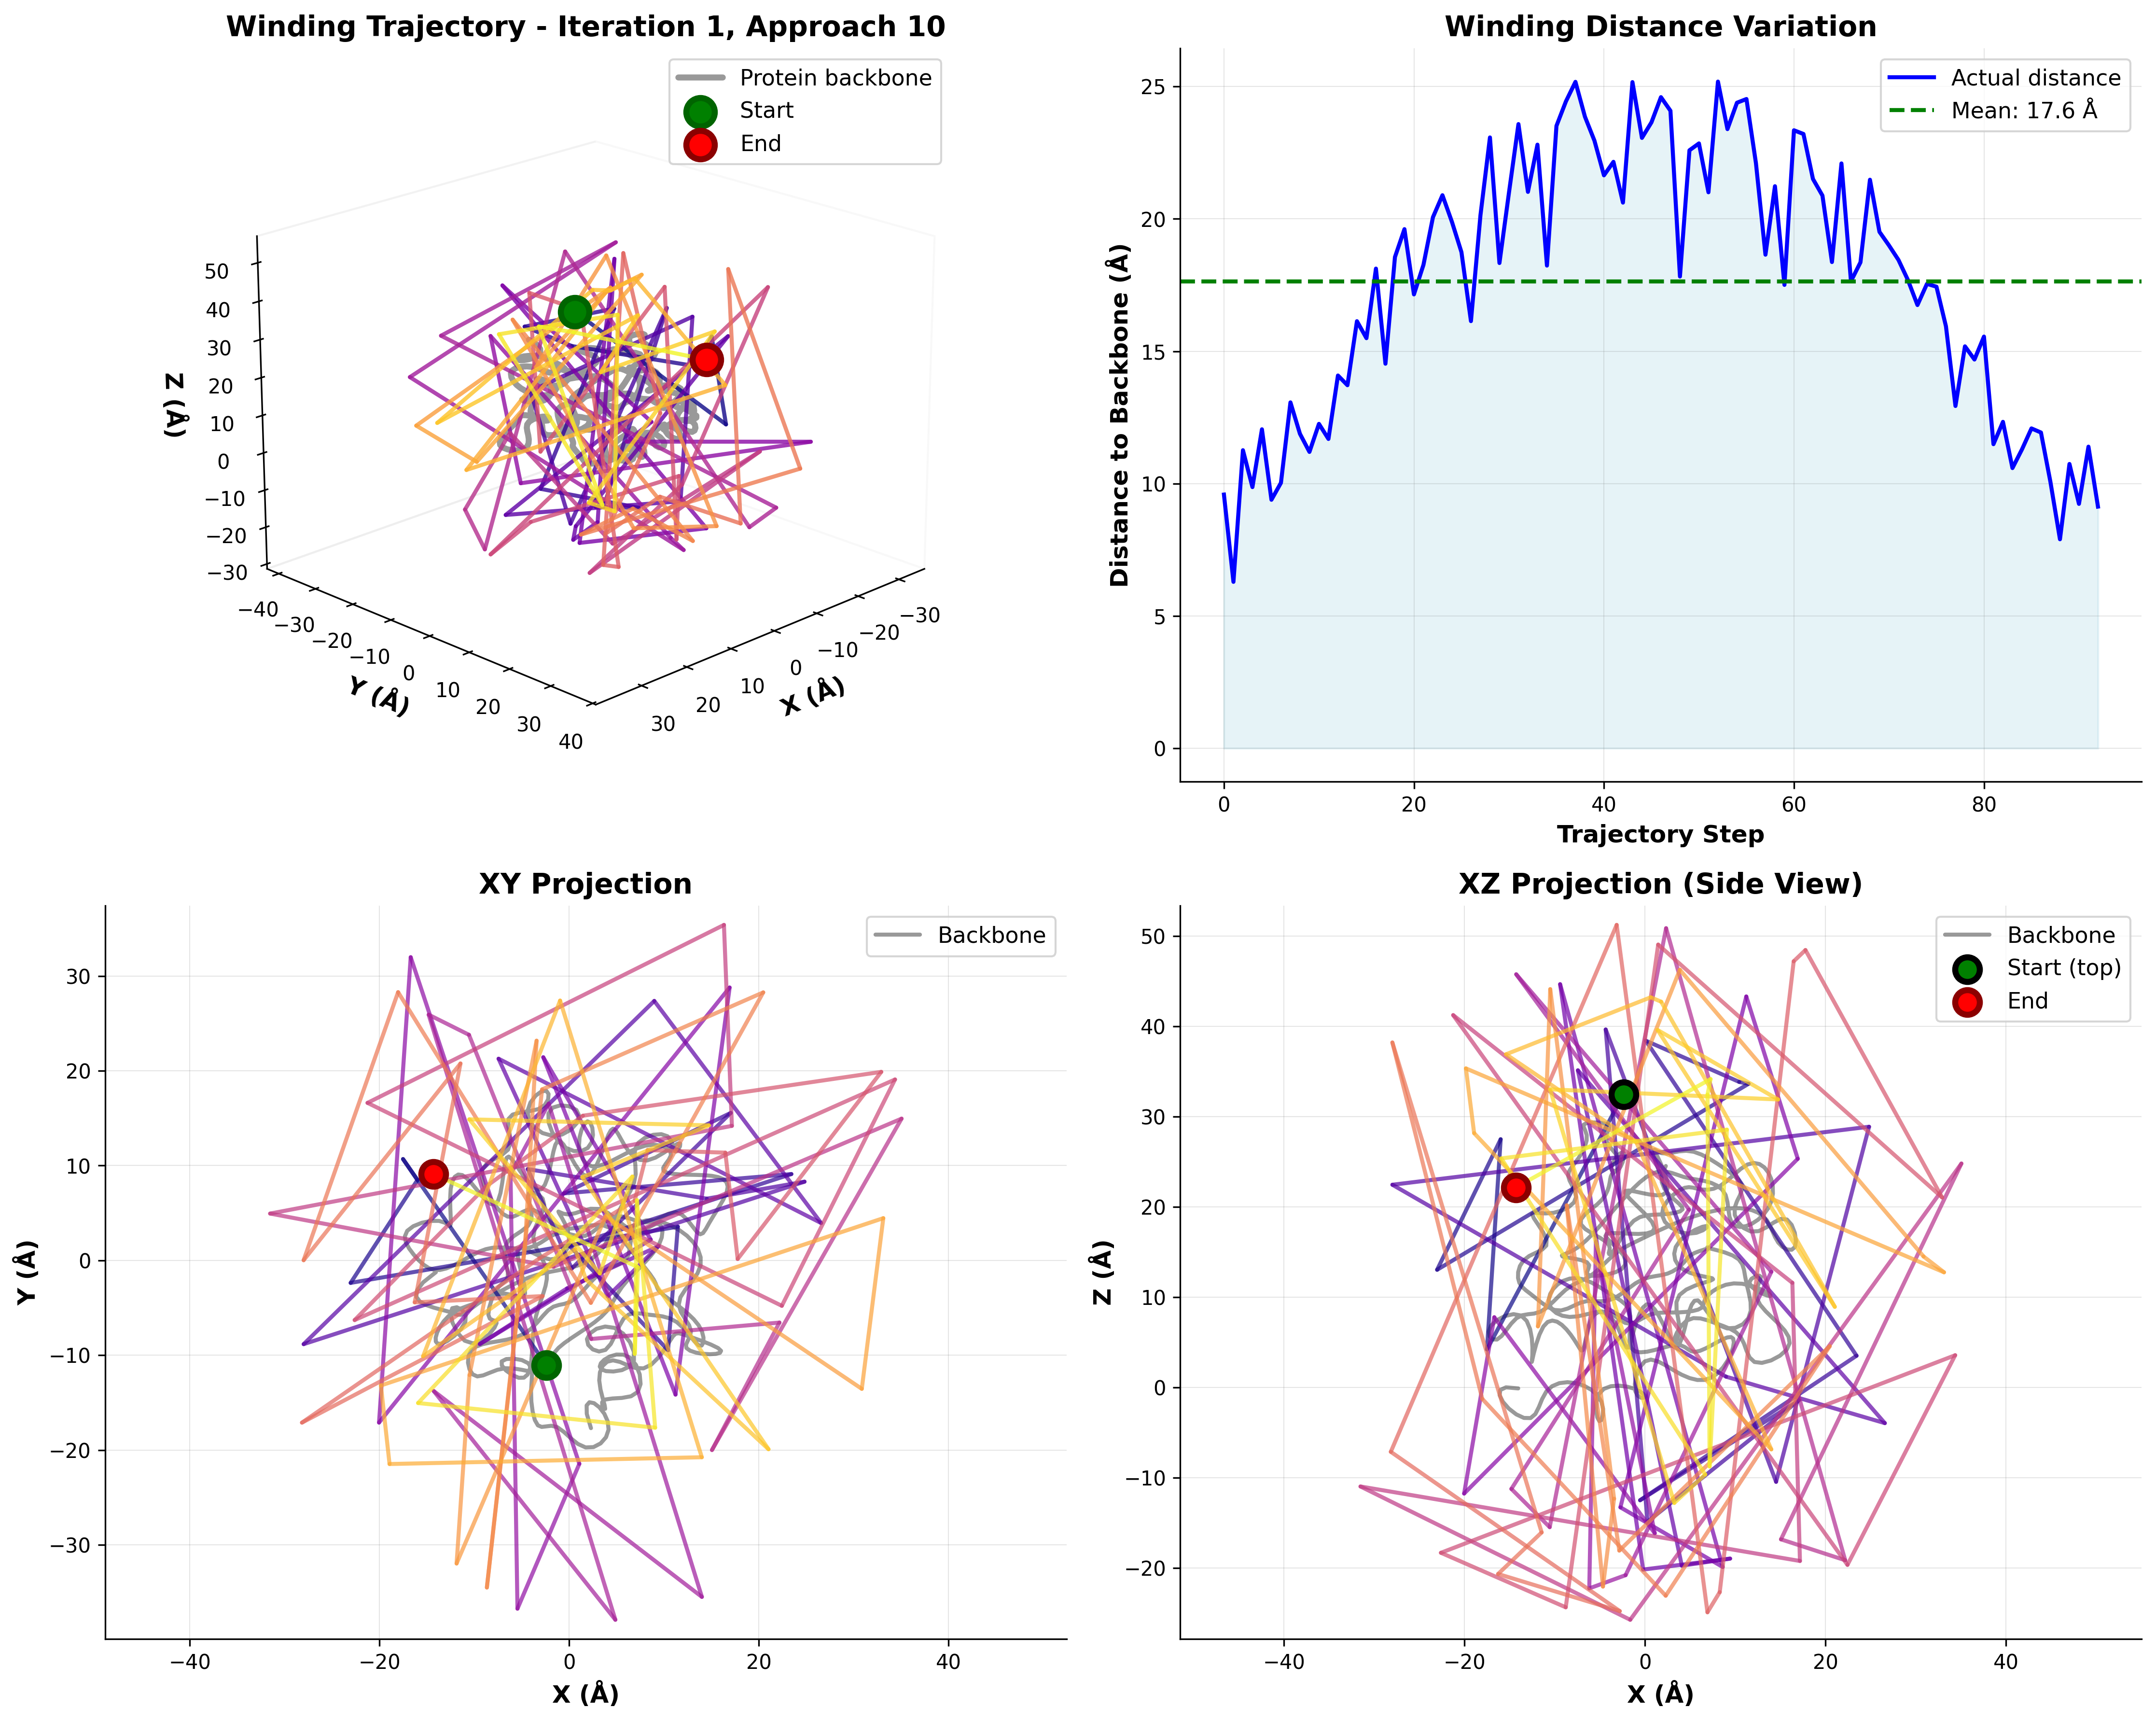 Winding Trajectory - Iteration 1, Approach 10
Protein backbone
Start
End
50
40
30
20
10
0
−10
−20
−30
Z (Å)
−40
−30
−20
−10
0
10
20
30
40
Y (Å)
30
20
10
0
−10
−20
−30
X (Å)
Winding Distance Variation
Actual distance
Mean: 17.6 Å
25
20
15
10
5
0
Distance to Backbone (Å)
0
20
40
60
80
Trajectory Step
XY Projection
Backbone
30
20
10
0
−10
−20
−30
Y (Å)
−40
−20
0
20
40
X (Å)
XZ Projection (Side View)
Backbone
Start (top)
End
50
40
30
20
10
0
−10
−20
Z (Å)
−40
−20
0
20
40
X (Å)